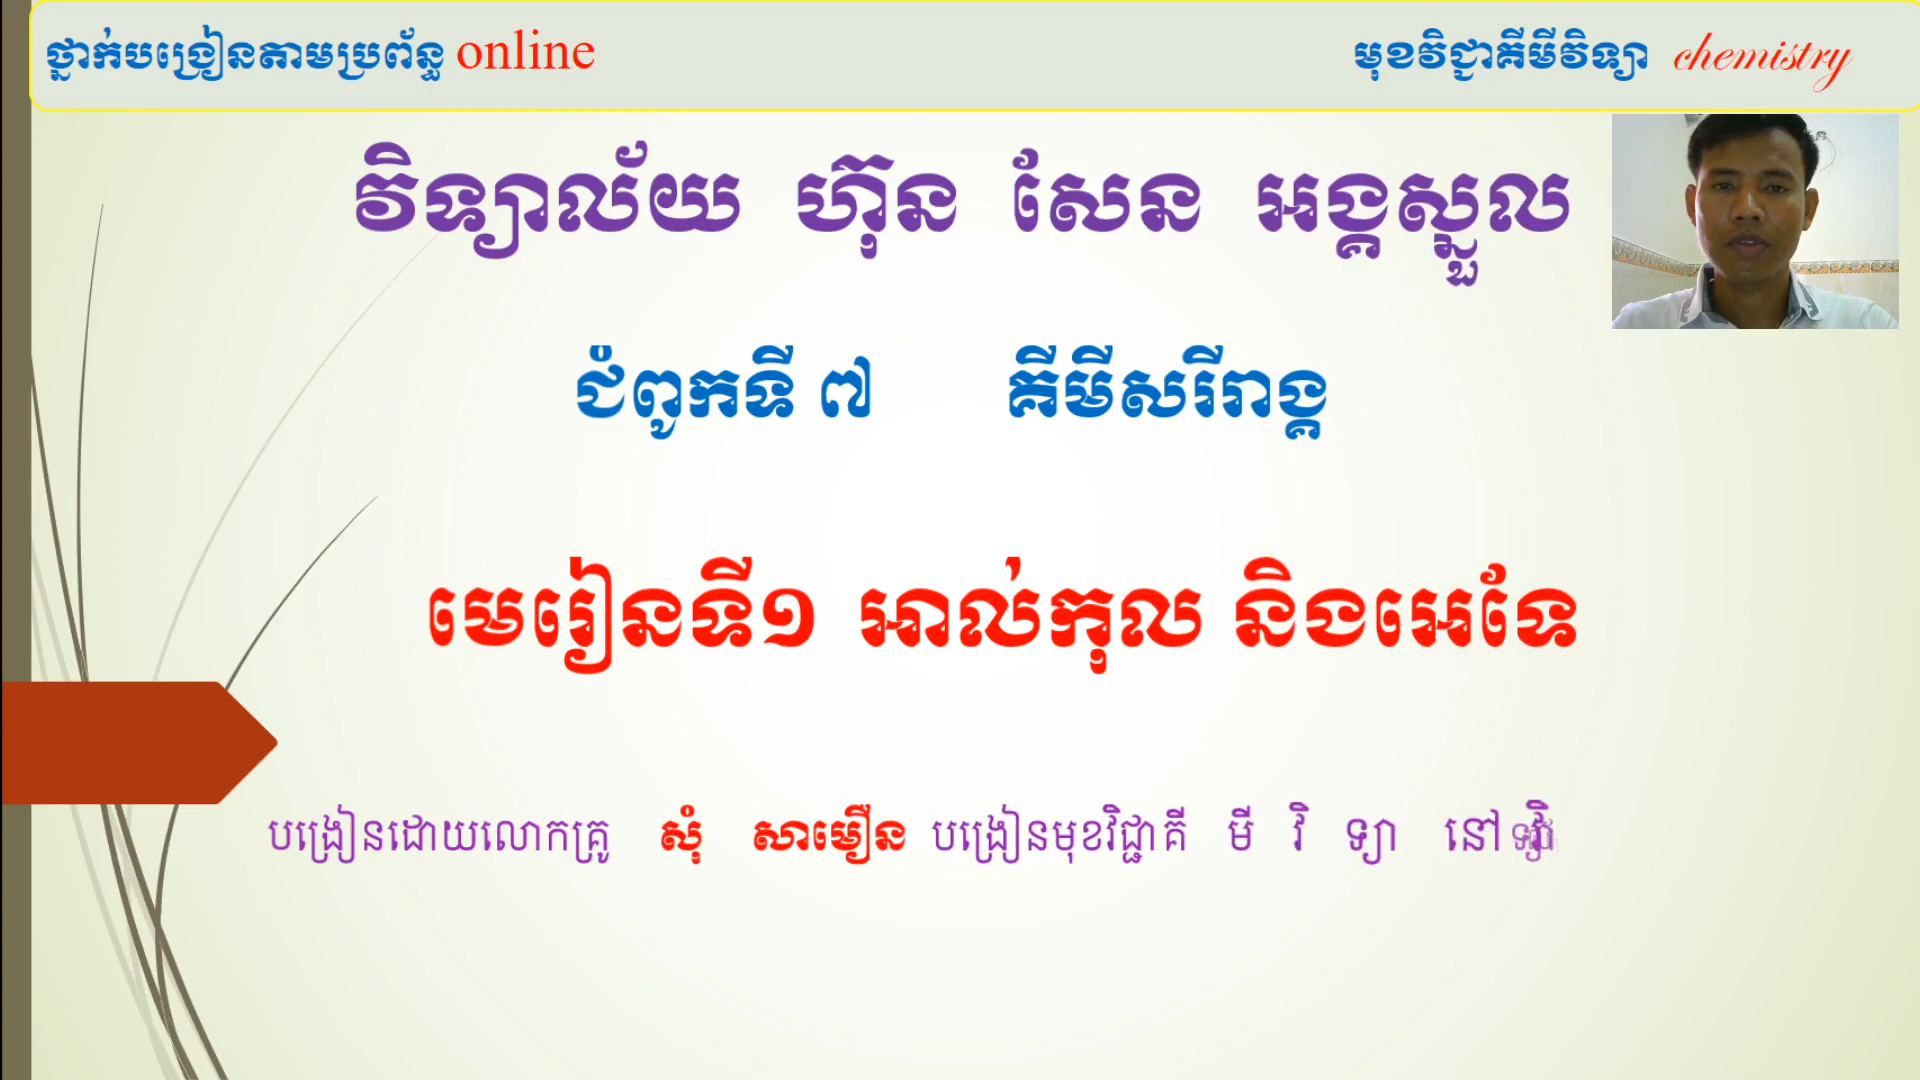 ថ្នាក់បង្រៀនតាមប្រព័ន្ធ online
មុខវិជ្ជាគីមីវិទ្យា chemistry
វិទ្យាល័យ ហ៊ុន សែន អង្គស្នួល
ជំពូកទី ៧ គីមីសរីរាង្គ
មេរៀនទី១ អាល់កុល និងអេទែ
បង្រៀនដោយលោកគ្រូ សុំ សាមឿន បង្រៀនមុខវិជ្ជាគី មី វិ ទ្យា នៅ